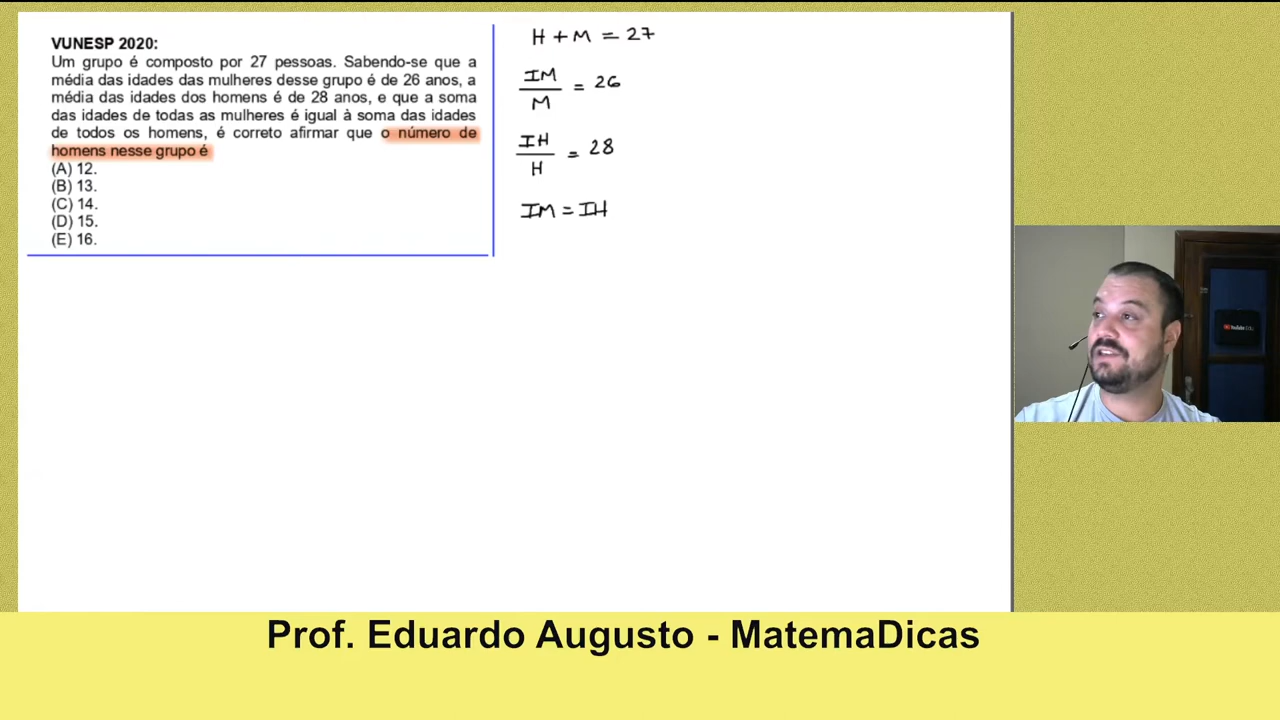 VUNESP 2020:
Um grupo é composto por 27 pessoas. Sabendo-se que a
média das idades das mulheres desse grupo é de 26 anos, a
média das idades dos homens é de 28 anos, e que a soma
das idades de todas as mulheres é igual à soma das idades
de todos os homens, é correto afirmar que o número de
homens nesse grupo é
(A) 12.
(B) 13.
(C) 14.
(D) 15.
(E) 16.
H + M = 27
IM
M
= 26
IH
H
= 28
IM = IH
Prof. Eduardo Augusto - MatemaDicas